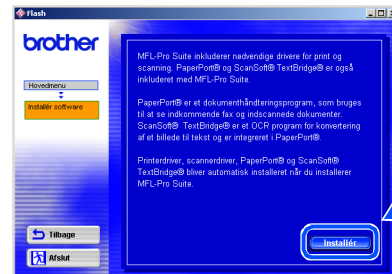 Flash
brother
Hovedmenu
Installér software
MFL-Pro Suite inkluderer nødvendige drivere for print og
scanning. PaperPort® og ScanSoft® TextBridge® er også
inkluderet med MFL-Pro Suite.
PaperPort® er et dokumenthåndteringsprogram, som bruges
til at se indkommende fax og indscannede dokumenter.
ScanSoft® TextBridge® er et OCR program for konvertering
af et billede til tekst og er integreret i PaperPort®.
Printerdriver, scannerdriver, PaperPort® og ScanSoft®
TextBridge® bliver automatisk installeret når du installerer
MFL-Pro Suite.
Tilbage
Afslut
Installér